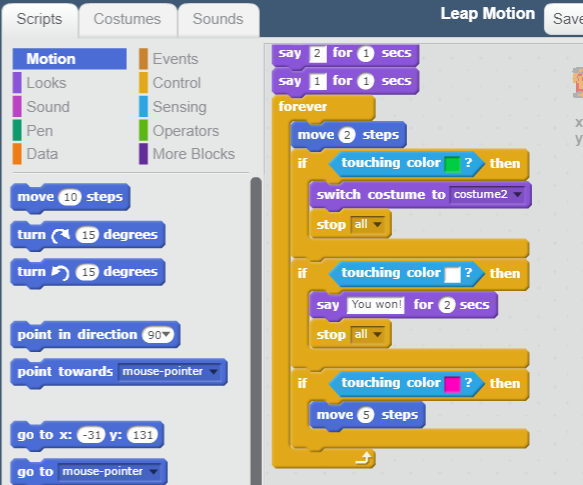 Scripts Costumes Sounds Leap Motion Save
Motion Events
Looks Control
Sound Sensing
Pen Operators
Data More Blocks
move 10 steps
turn 15 degrees
turn 15 degrees
point in direction 90
point towards mouse-pointer
go to x: -31 y: 131
go to mouse-pointer
say 2 for 1 secs
say 1 for 1 secs
forever
move 2 steps
if touching color ? then
switch costume to costume2
stop all
if touching color ? then
say You won! for 2 secs
stop all
if touching color ? then
move 5 steps
x
y